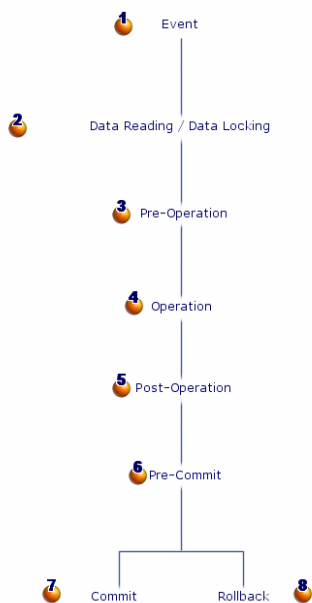 1 Event
2 Data Reading / Data Locking
3 Pre-Operation
4 Operation
5 Post-Operation
6 Pre-Commit
7 Commit Rollback 8